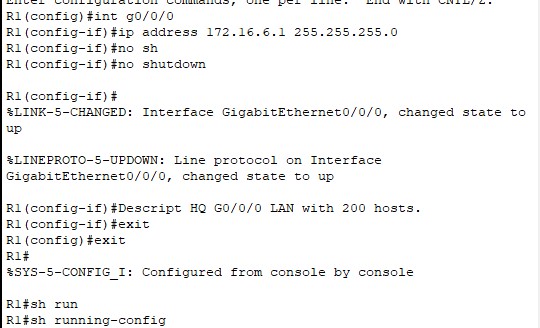 Enter configuration commands, one per line.  End with CNTL/Z.
R1(config)#int g0/0/0
R1(config-if)#ip address 172.16.6.1 255.255.255.0
R1(config-if)#no sh
R1(config-if)#no shutdown
R1(config-if)#
%LINK-5-CHANGED: Interface GigabitEthernet0/0/0, changed state to
up
%LINEPROTO-5-UPDOWN: Line protocol on Interface
GigabitEthernet0/0/0, changed state to up
R1(config-if)#Descript HQ G0/0/0 LAN with 200 hosts.
R1(config-if)#exit
R1(config)#exit
R1#
%SYS-5-CONFIG_I: Configured from console by console
R1#sh run
R1#sh running-config